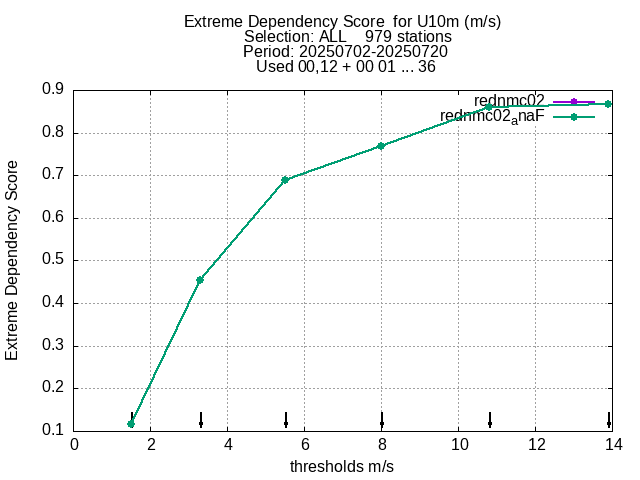 Extreme Dependency Score  for U10m (m/s)
Selection: ALL    979 stations
Period: 20250702-20250720
Used 00,12 + 00 01 ... 36
rednmc02
rednmc02anaF
Extreme Dependency Score
0.9
0.8
0.7
0.6
0.5
0.4
0.3
0.2
0.1
0 2 4 6 8 10 12 14
thresholds m/s